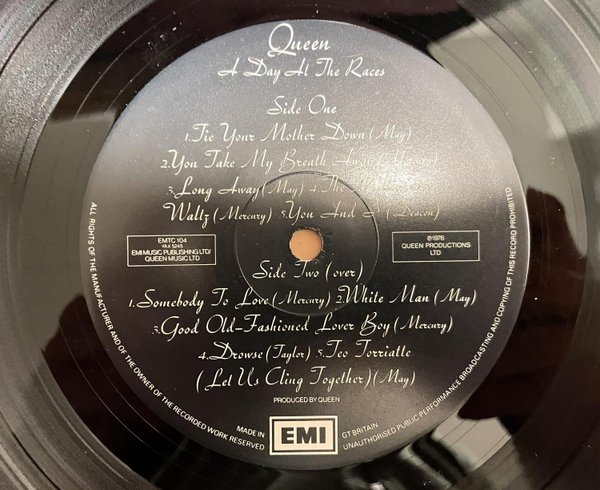 Queen
A Day At The Races
Side One
1.Tie Your Mother Down (May)
2.You Take My Breath Away (Mercury)
3.Long Away (May) 4.The
Waltz (Mercury) 5.You And I (Deacon)
EMTC 104
YAX 5245
EMI MUSIC PUBLISHING LTD/
QUEEN MUSIC LTD
℗1976
QUEEN PRODUCTIONS
LTD
Side Two (over)
1.Somebody To Love (Mercury) 2.White Man (May)
3.Good Old-Fashioned Lover Boy (Mercury)
4.Drowse (Taylor) 5.Teo Torriatte
(Let Us Cling Together) (May)
PRODUCED BY QUEEN
MADE IN
EMI
GT BRITAIN
ALL RIGHTS OF THE MANUFACTURER AND OF THE OWNER OF THE RECORDED WORK RESERVED
UNAUTHORISED PUBLIC PERFORMANCE BROADCASTING AND COPYING OF THIS RECORD PROHIBITED